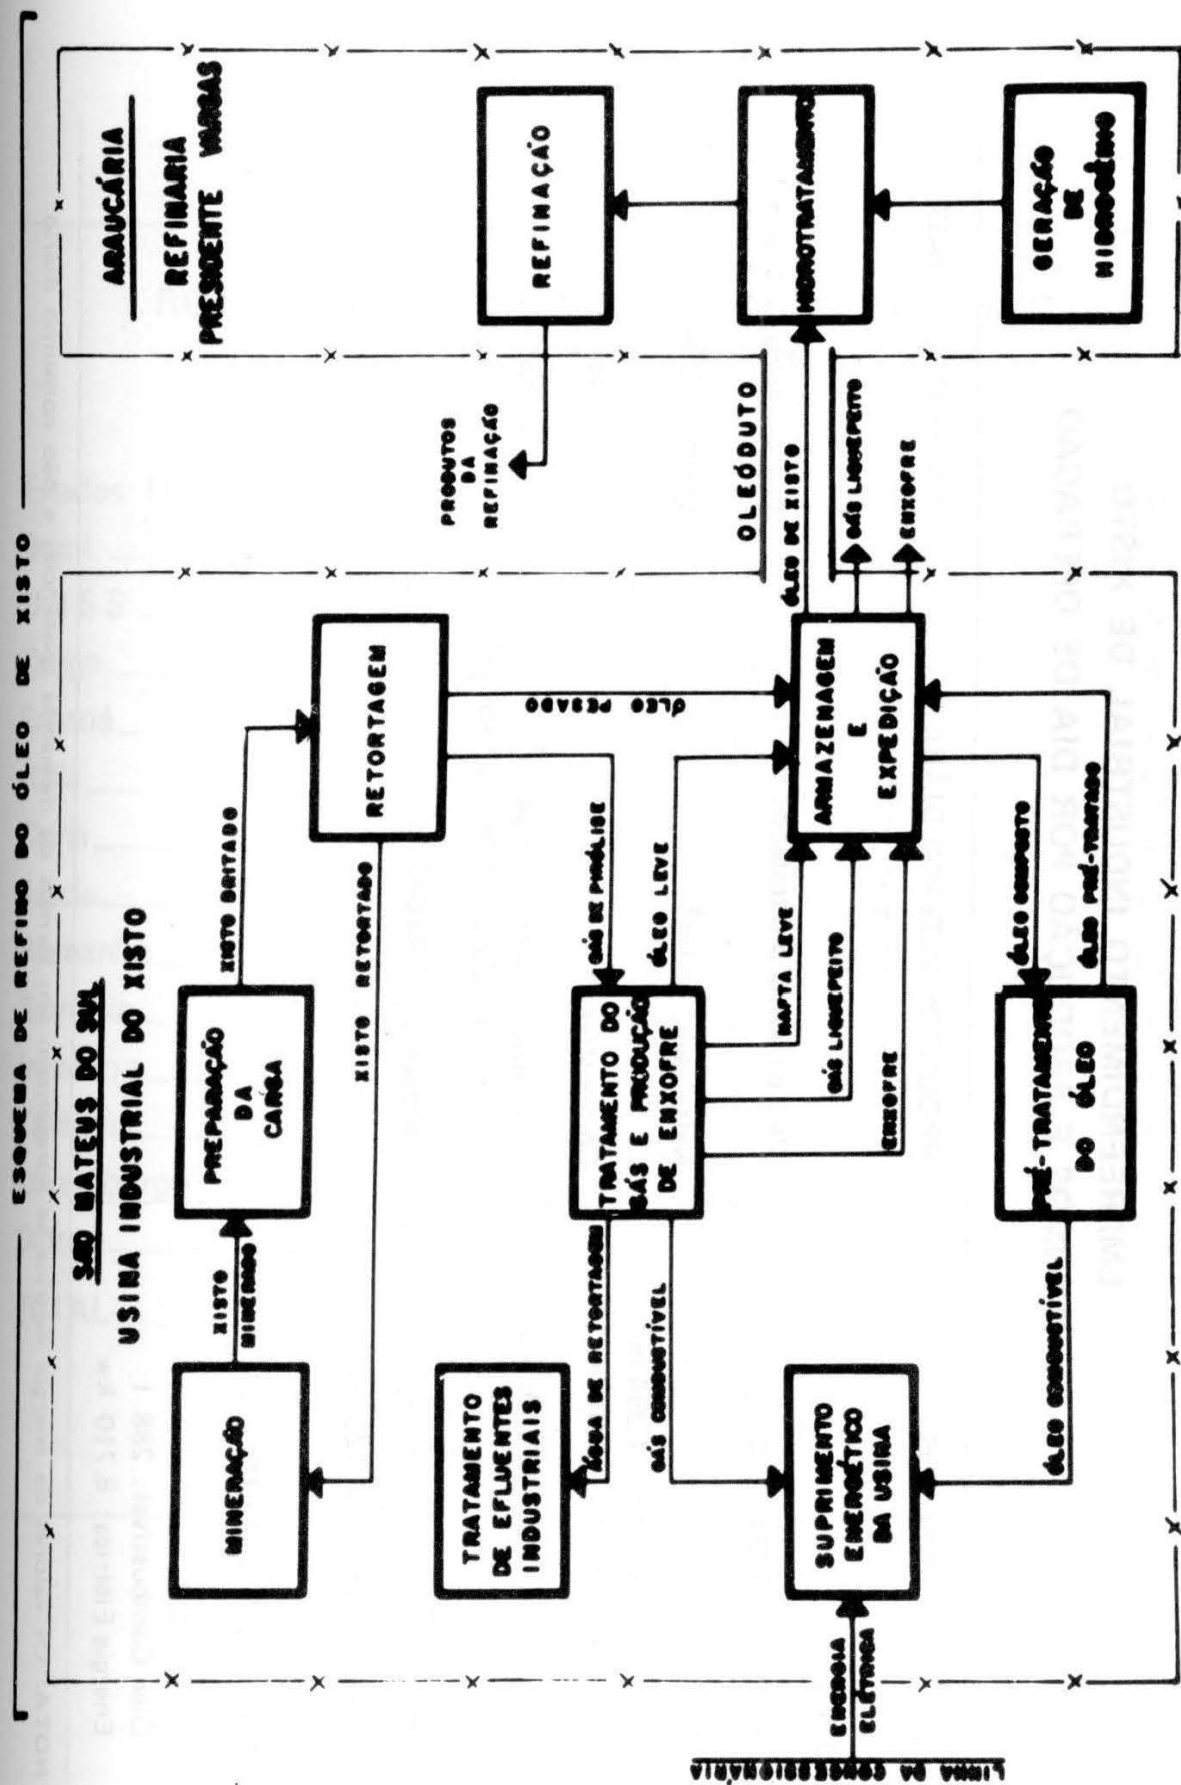 ESQUEMA DE REFINO DO ÓLEO DE XISTO
SÃO MATEUS DO SUL
USINA INDUSTRIAL DO XISTO
ARAUCÁRIA
REFINARIA
PRESIDENTE VARGAS
MINERAÇÃO
XISTO
MINERADO
PREPARAÇÃO
DA
CARGA
XISTO BRITADO
RETORTAGEM
XISTO RETORTADO
PRODUTOS
DA
REFINAÇÃO
REFINAÇÃO
TRATAMENTO
DE EFLUENTES
INDUSTRIAIS
ÁGUA DE RETORTAGEM
GÁS COMBUSTÍVEL
TRATAMENTO DO
GÁS E PRODUÇÃO
DE ENXOFRE
GÁS DE PIRÓLISE
ÓLEO LEVE
ÓLEO PESADO
NAFTA LEVE
GÁS LIQUEFEITO
ENXOFRE
ARMAZENAGEM
E
EXPEDIÇÃO
OLEÓDUTO
ÓLEO DE XISTO
GÁS LIQUEFEITO
ENXOFRE
HIDROTRATAMENTO
GERAÇÃO
DE
HIDROGÊNIO
LINHA DA CONCESSIONÁRIA
ENERGIA
ELÉTRICA
SUPRIMENTO
ENERGÉTICO
DA USINA
ÓLEO COMBUSTÍVEL
PRÉ-TRATAMENTO
DO ÓLEO
ÓLEO COMPOSTO
ÓLEO PRÉ-TRATADO